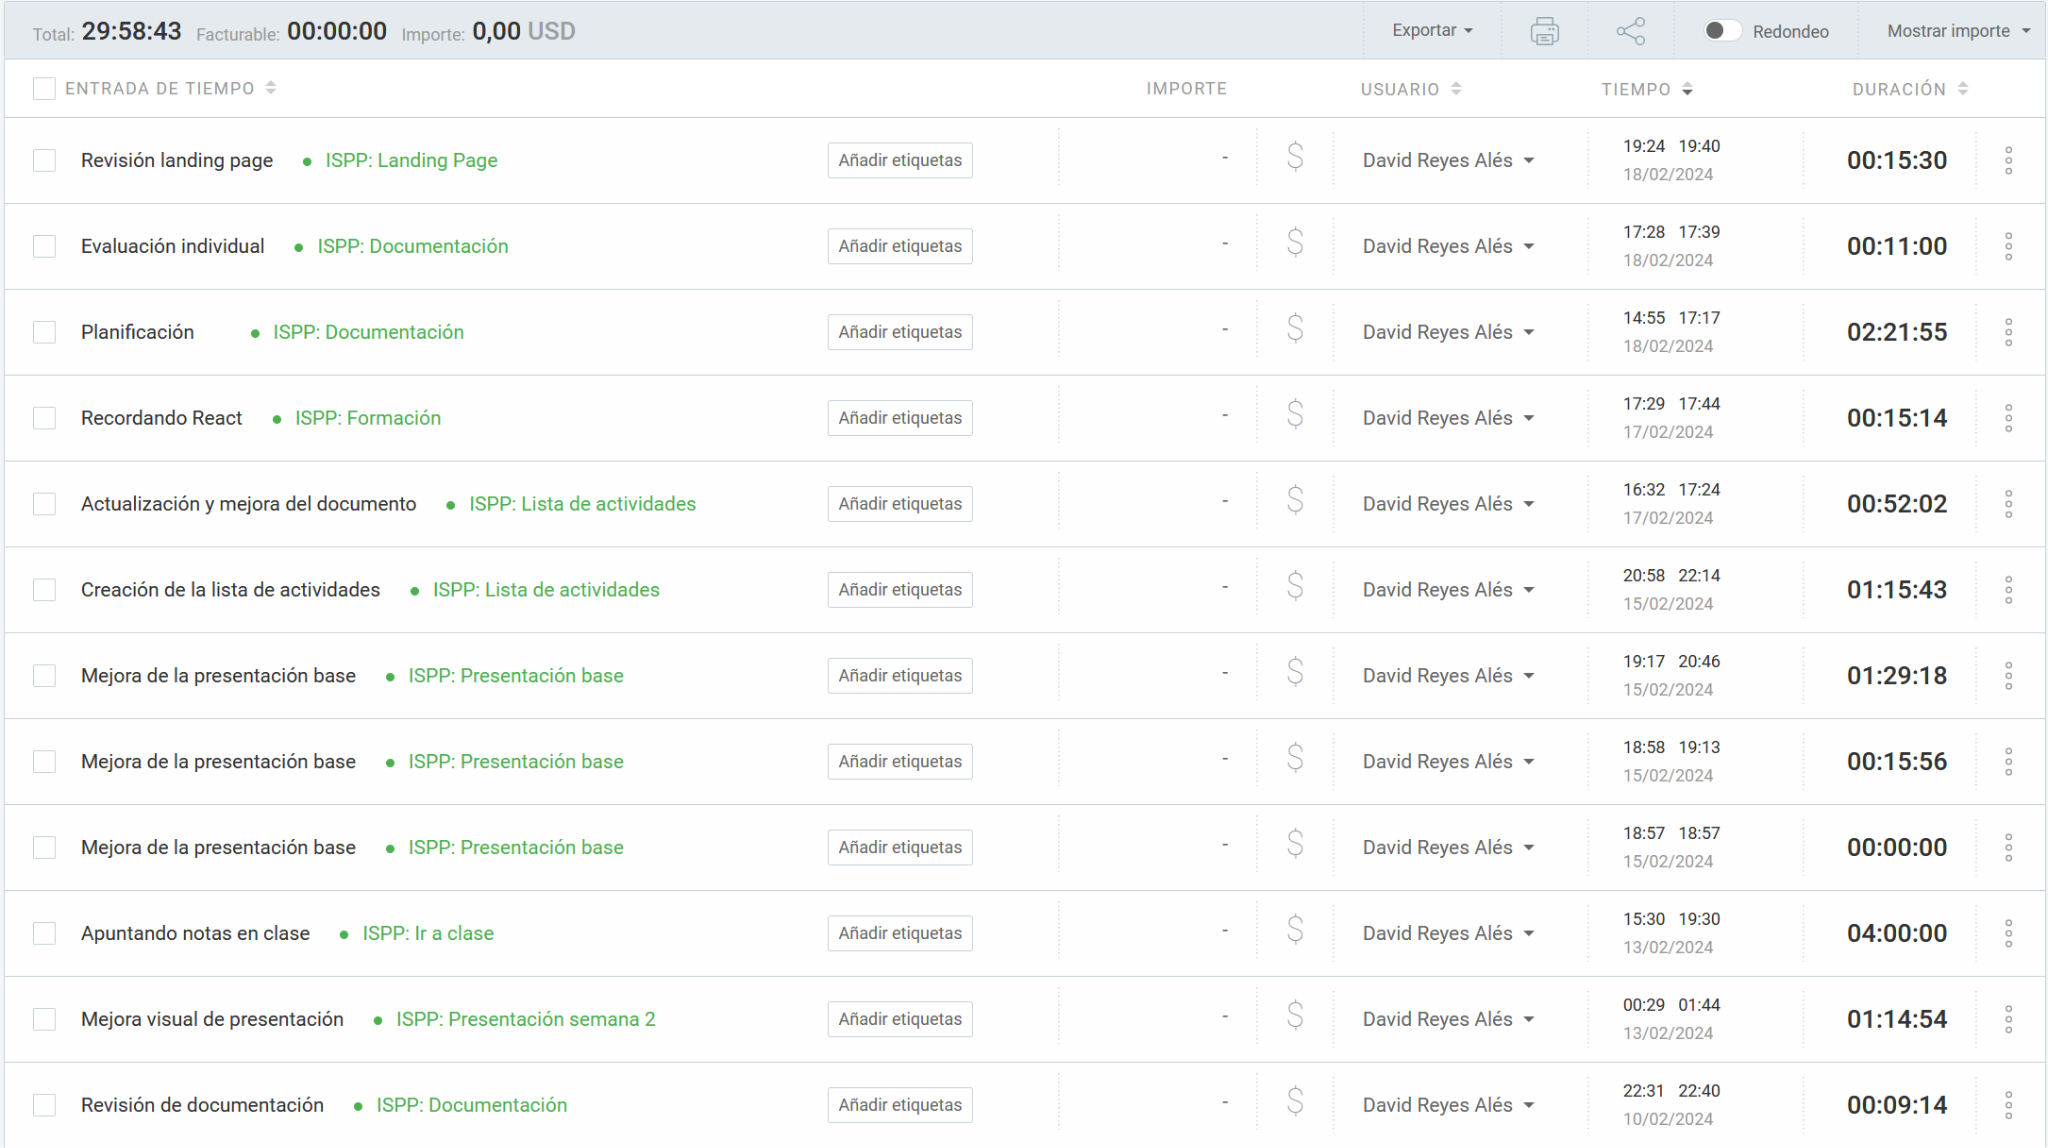 Total: 29:58:43 Facturable: 00:00:00 Importe: 0,00 USD Exportar Redondeo Mostrar importe
ENTRADA DE TIEMPO IMPORTE USUARIO TIEMPO DURACIÓN
Revisión landing page • ISPP: Landing Page Añadir etiquetas - $ David Reyes Alés 19:24 19:40 00:15:30
18/02/2024
Evaluación individual • ISPP: Documentación Añadir etiquetas - $ David Reyes Alés 17:28 17:39 00:11:00
18/02/2024
Planificación • ISPP: Documentación Añadir etiquetas - $ David Reyes Alés 14:55 17:17 02:21:55
18/02/2024
Recordando React • ISPP: Formación Añadir etiquetas - $ David Reyes Alés 17:29 17:44 00:15:14
17/02/2024
Actualización y mejora del documento • ISPP: Lista de actividades Añadir etiquetas - $ David Reyes Alés 16:32 17:24 00:52:02
17/02/2024
Creación de la lista de actividades • ISPP: Lista de actividades Añadir etiquetas - $ David Reyes Alés 20:58 22:14 01:15:43
15/02/2024
Mejora de la presentación base • ISPP: Presentación base Añadir etiquetas - $ David Reyes Alés 19:17 20:46 01:29:18
15/02/2024
Mejora de la presentación base • ISPP: Presentación base Añadir etiquetas - $ David Reyes Alés 18:58 19:13 00:15:56
15/02/2024
Mejora de la presentación base • ISPP: Presentación base Añadir etiquetas - $ David Reyes Alés 18:57 18:57 00:00:00
15/02/2024
Apuntando notas en clase • ISPP: Ir a clase Añadir etiquetas - $ David Reyes Alés 15:30 19:30 04:00:00
13/02/2024
Mejora visual de presentación • ISPP: Presentación semana 2 Añadir etiquetas - $ David Reyes Alés 00:29 01:44 01:14:54
13/02/2024
Revisión de documentación • ISPP: Documentación Añadir etiquetas - $ David Reyes Alés 22:31 22:40 00:09:14
10/02/2024